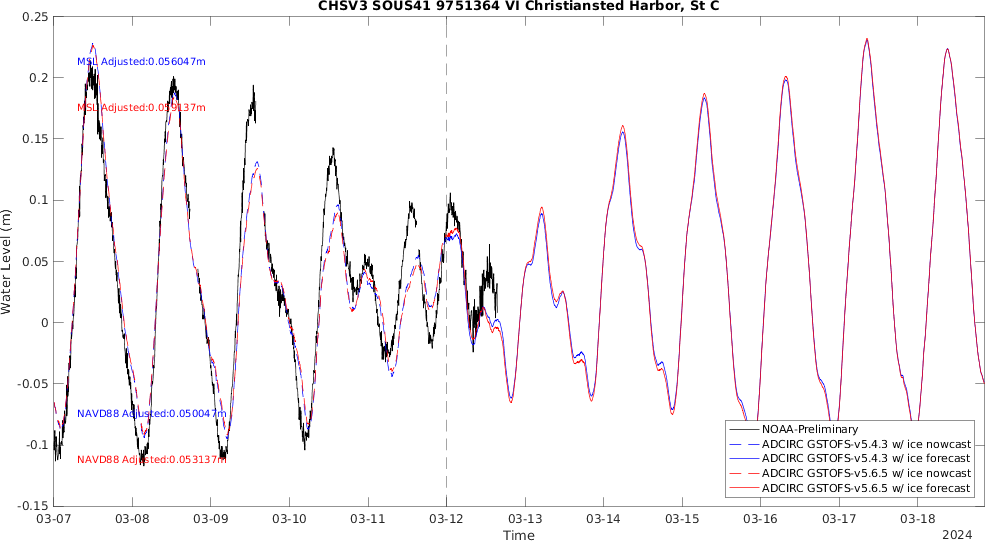 CHSV3 SOUS41 9751364 VI Christiansted Harbor, St C
0.25
0.2
0.15
0.1
0.05
0
-0.05
-0.1
-0.15
Water Level (m)
MSL Adjusted:0.056047m
MSL Adjusted:0.059137m
NAVD88 Adjusted:0.050047m
NAVD88 Adjusted:0.053137m
NOAA-Preliminary
ADCIRC GSTOFS-v5.4.3 w/ ice nowcast
ADCIRC GSTOFS-v5.4.3 w/ ice forecast
ADCIRC GSTOFS-v5.6.5 w/ ice nowcast
ADCIRC GSTOFS-v5.6.5 w/ ice forecast
03-07 03-08 03-09 03-10 03-11 03-12 03-13 03-14 03-15 03-16 03-17 03-18
Time
2024